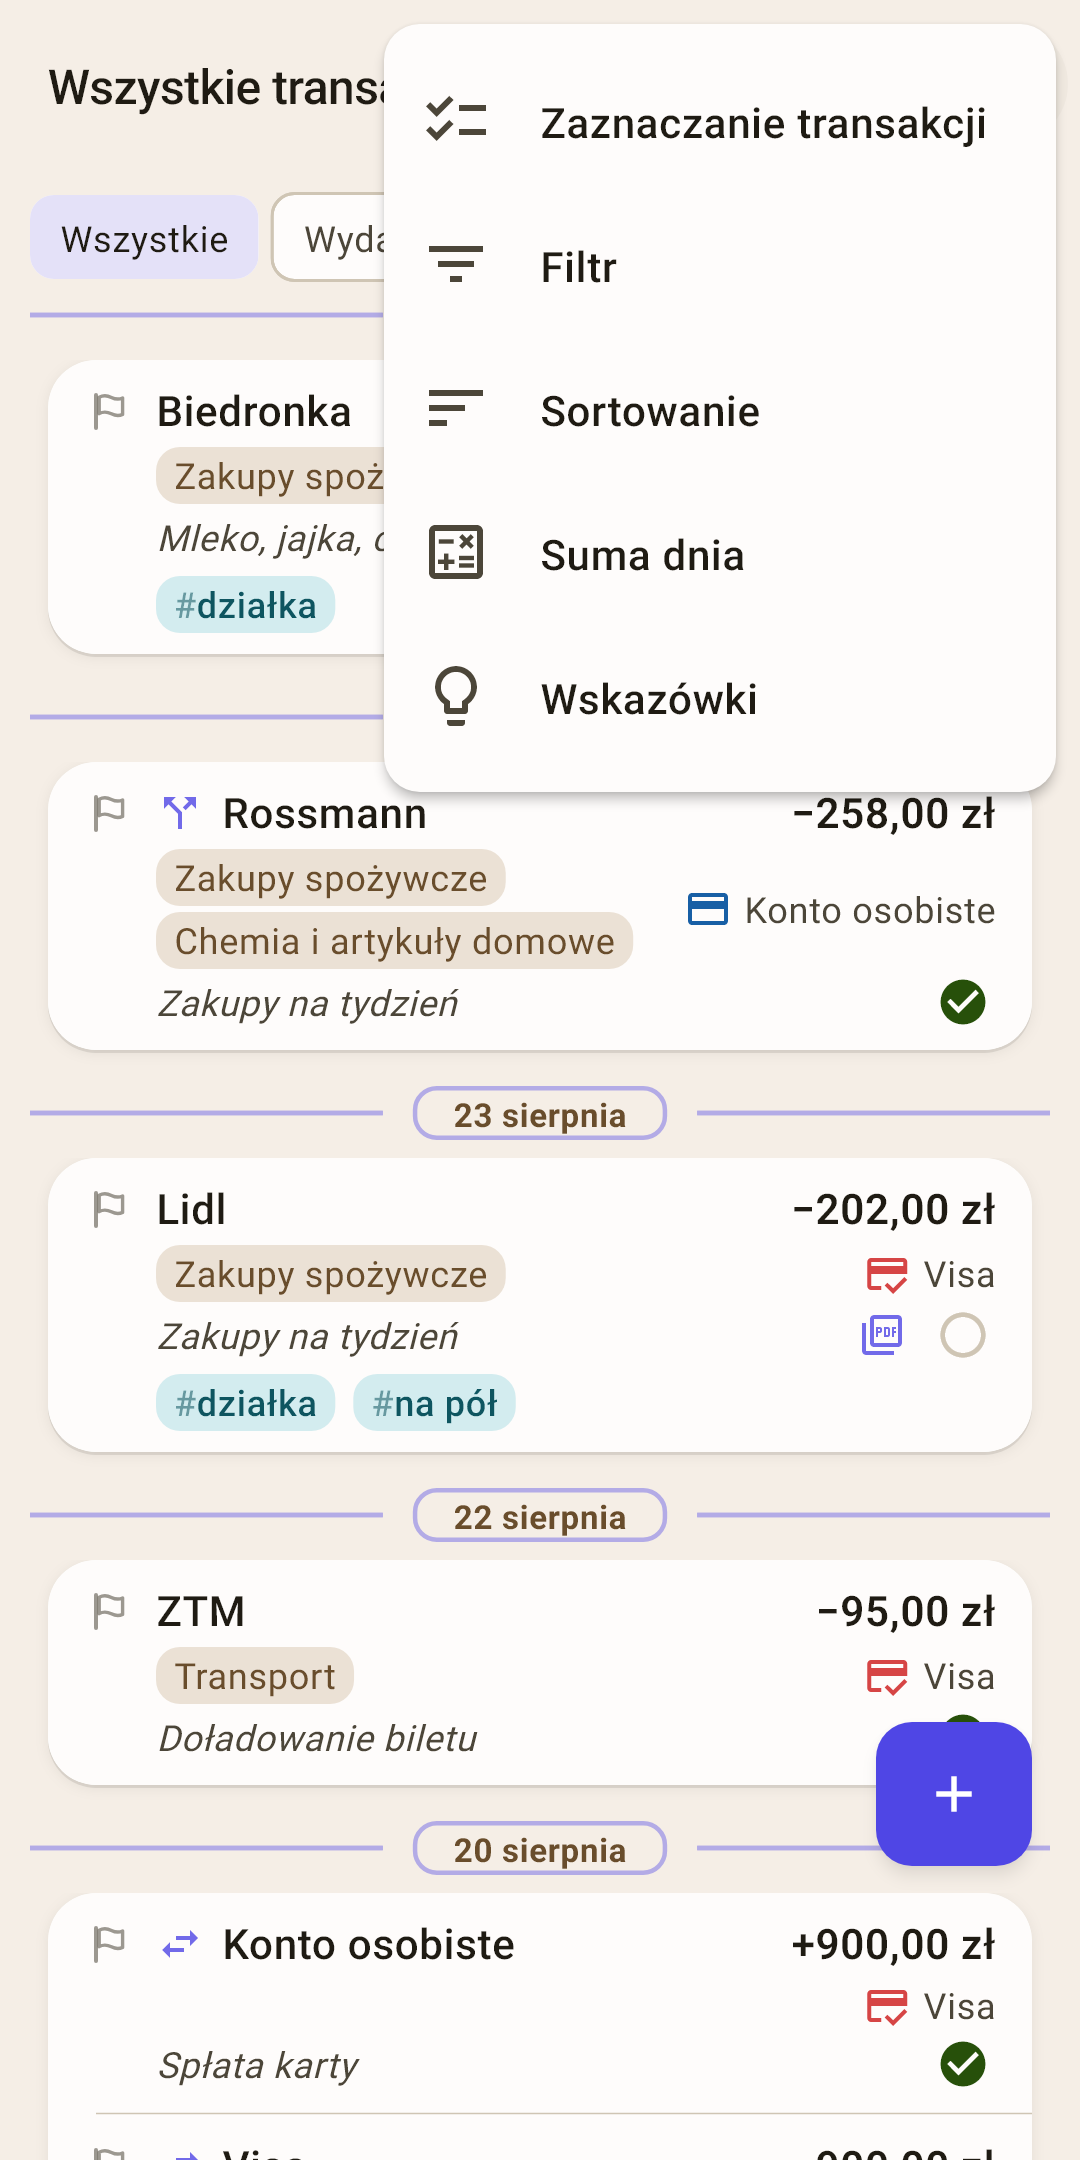 Wszystkie transa
Zaznaczanie transakcji
Wszystkie
Wyda
Filtr
Sortowanie
Suma dnia
Wskazówki
Biedronka
Zakupy spoż
Mleko, jajka,
#działka
Rossmann
−258,00 zł
Zakupy spożywcze
Konto osobiste
Chemia i artykuły domowe
Zakupy na tydzień
23 sierpnia
Lidl
−202,00 zł
Zakupy spożywcze
Visa
Zakupy na tydzień
PDF
#działka #na pół
22 sierpnia
ZTM
−95,00 zł
Transport
Visa
Doładowanie biletu
+
20 sierpnia
Konto osobiste
+900,00 zł
Visa
Spłata karty